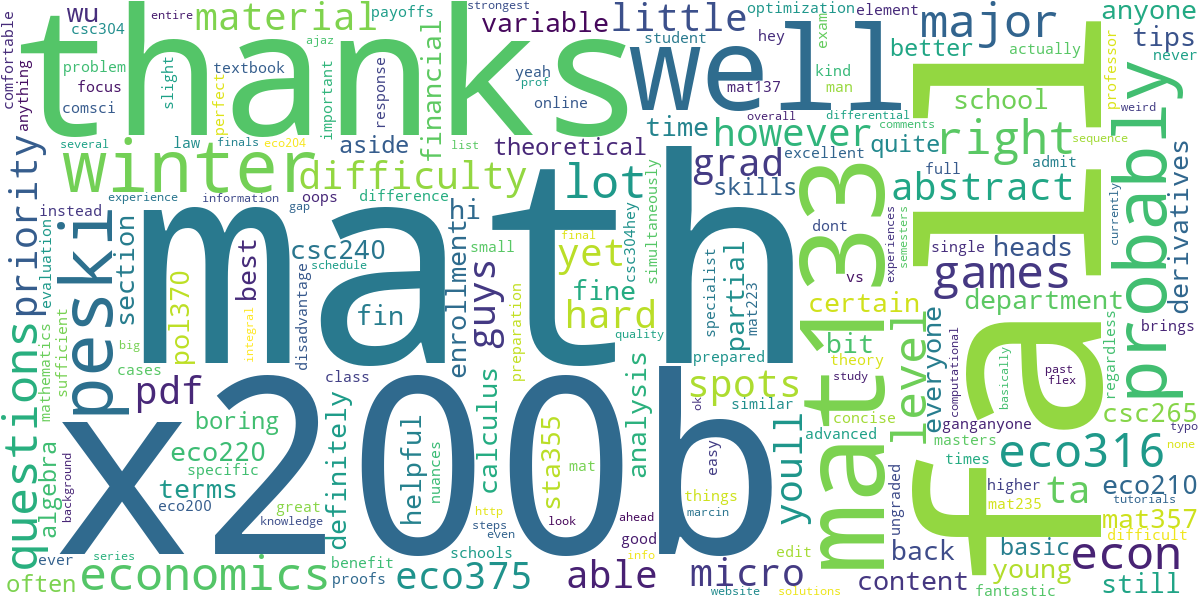 thanks
well
math
x200b
fall
mat133
probably
winter
difficulty
lot
grad
however
right
abstract
major
material
little
variable
theoretical
aside
financial
wu
csc304
payoffs
strongest
entire
ajaz
optimization
element
hey
student
exam
better
actually
anyone
tips
never
comfortable
anything
problem
focus
comsci
textbook
slight
perfect
important
response
yeah
prof
online
kind
man
mat137
overall
differential
comments
school
professor
weird
sequence
time
quite
several
law
finals
eco204
list
skills
excellent
full
admit
currently
priority
peski
instead
experience
information
difference
hi
oops
gap
section
best
csc240
schedule
fin
enrollment
guys
small
yet
final
csc304hey
simultaneously
hard
fine
partial
specialist
mat223
dont
vs
experiences
semesters
single
heads
games
department
derivatives
brings
evaluation
questions
pol370
integral
disadvantage
preparation
quality
prepared
certain
bit
level
everyone
computational
basically
past
flex
regardless
csc265
typo
none
mathematics
sufficient
big
cases
pdf
class
spots
similar
theory
study
concise
advanced
ganganyone
masters
times
algebra
boring
eco220
specific
terms
eco200
great
knowledge
background
definitely
helpful
nuances
calculus
sta355
mat
analysis
ok
easy
things
marcin
youll
ungraded
higher
mat235
eco316
ta
eco210
tutorials
mat357
difficult
ever
series
often
economics
benefit
proofs
http
steps
even
look
schools
eco375
ahead
good
info
able
micro
website
edit
solutions
back
content
basic
young
fantastic
econ
still